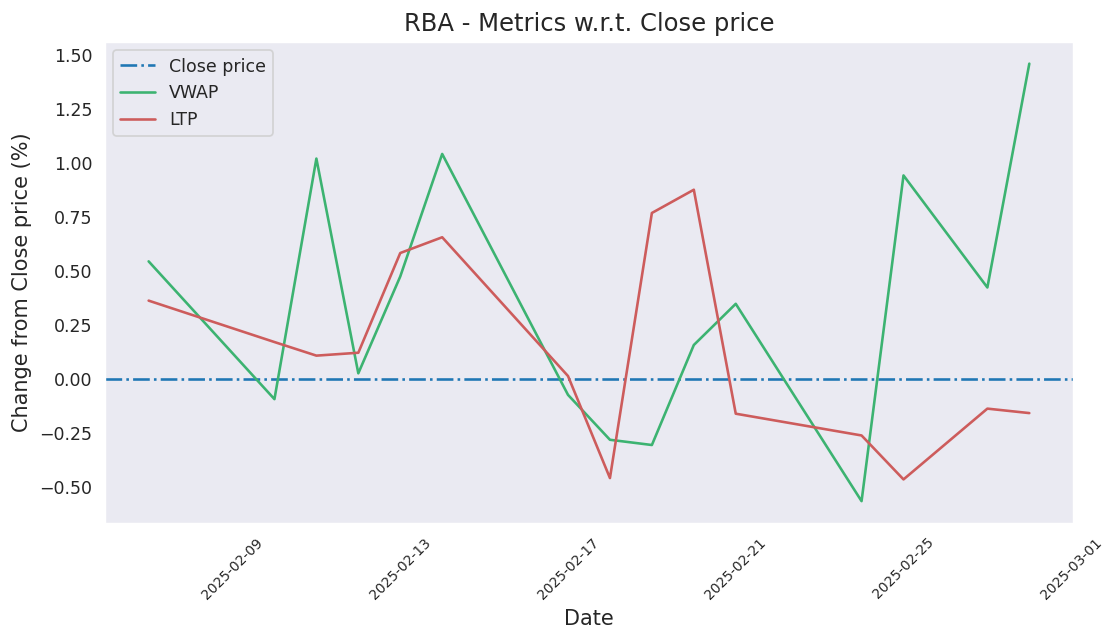 RBA - Metrics w.r.t. Close price
Close price
VWAP
LTP
Change from Close price (%)
1.50
1.25
1.00
0.75
0.50
0.25
0.00
−0.25
−0.50
2025-02-09
2025-02-13
2025-02-17
2025-02-21
2025-02-25
2025-03-01
Date